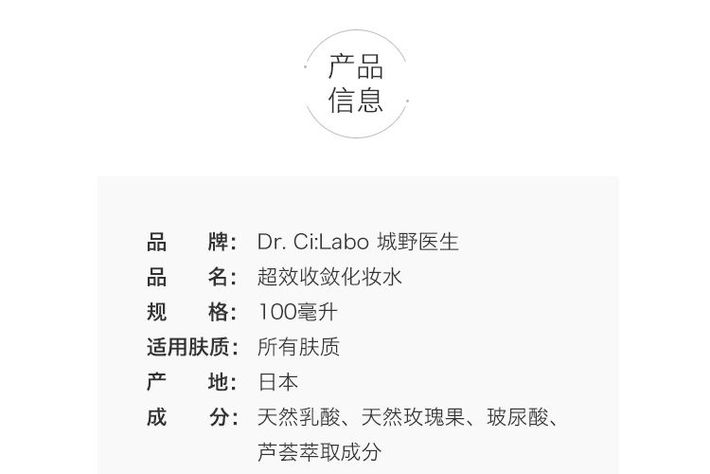 产品
信息
品 牌： Dr. Ci:Labo 城野医生
品 名： 超效收敛化妆水
规 格： 100毫升
适用肤质： 所有肤质
产 地： 日本
成 分： 天然乳酸、天然玫瑰果、玻尿酸、
芦荟萃取成分